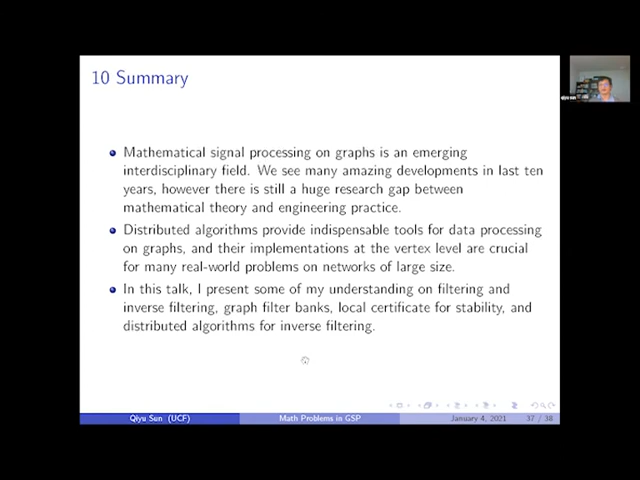 10 Summary
Mathematical signal processing on graphs is an emerging
interdisciplinary field. We see many amazing developments in last ten
years, however there is still a huge research gap between
mathematical theory and engineering practice.
Distributed algorithms provide indispensable tools for data processing
on graphs, and their implementations at the vertex level are crucial
for many real-world problems on networks of large size.
In this talk, I present some of my understanding on filtering and
inverse filtering, graph filter banks, local certificate for stability, and
distributed algorithms for inverse filtering.
Qiyu Sun (UCF) Math Problems in GSP January 4, 2021 37 / 38
qiyu sun